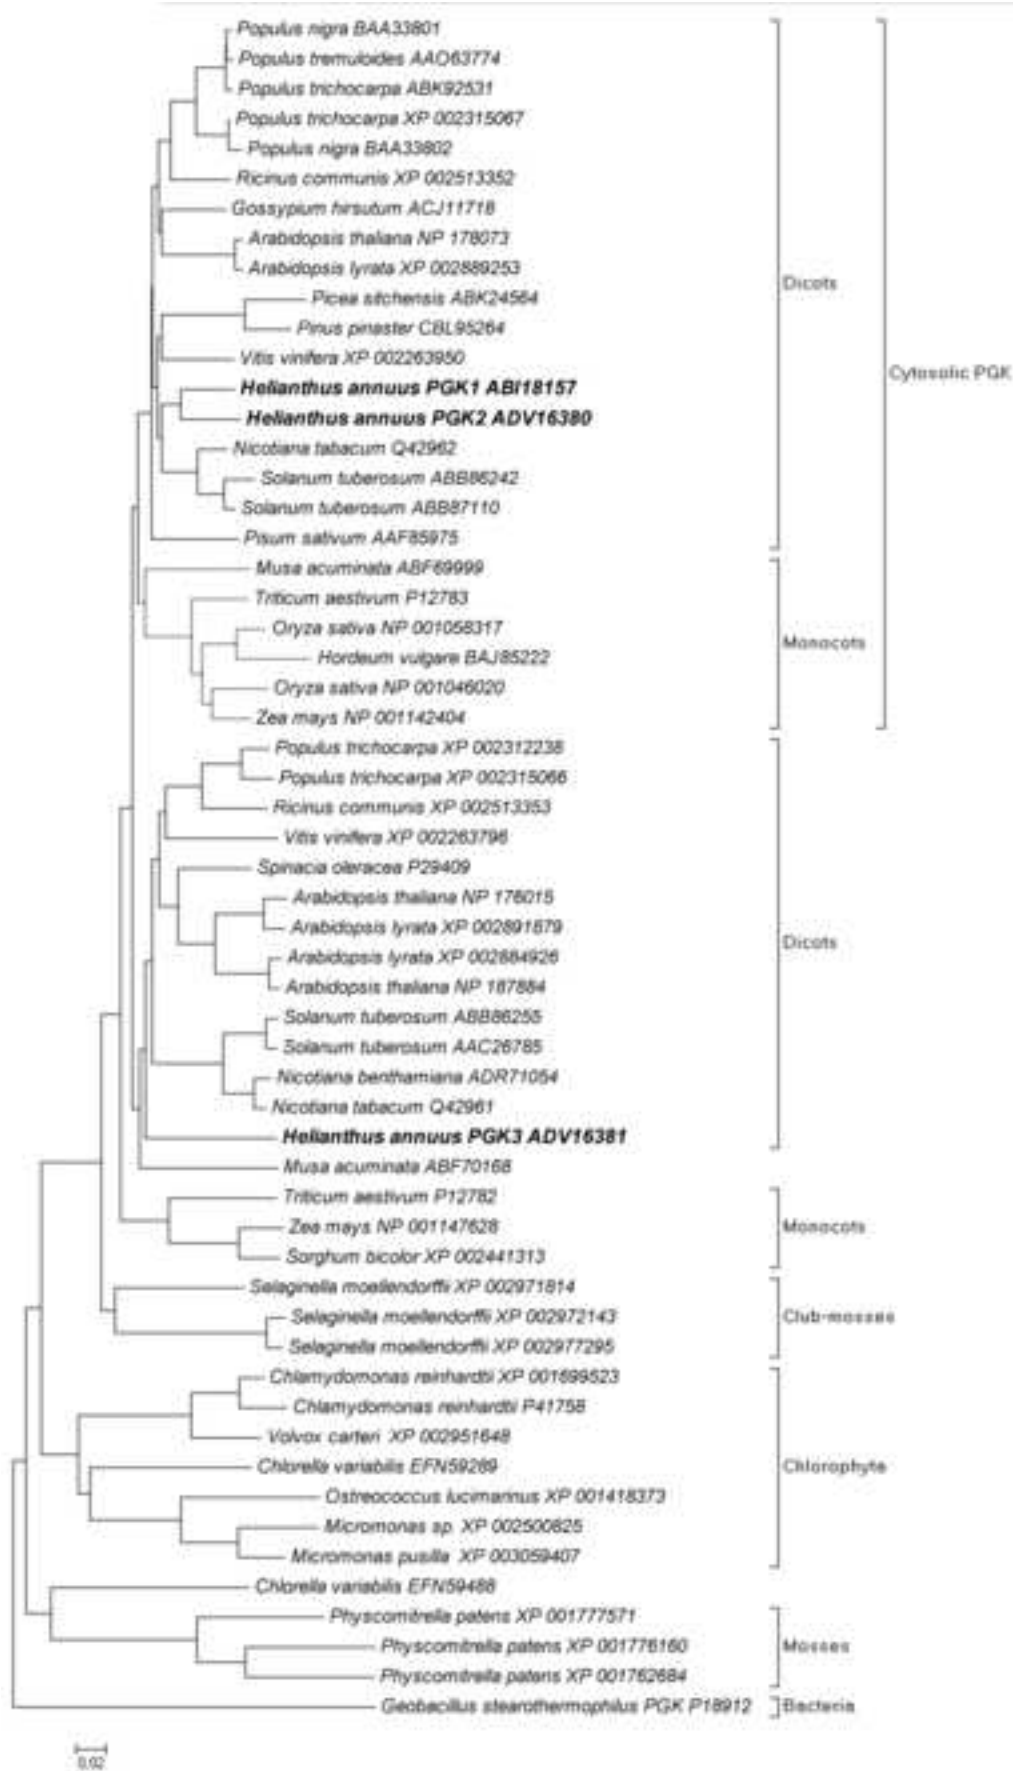 Populus nigra BAA33801
Populus tremuloides AAO63774
Populus trichocarpa ABK92531
Populus trichocarpa XP 002315067
Populus nigra BAA33802
Ricinus communis XP 002513352
Gossypium hirsutum ACJ11718
Arabidopsis thaliana NP 178073
Arabidopsis lyrata XP 002889253
Dicots
Picea sitchensis ABK24564
Pinus pinaster CBL95264
Vitis vinifera XP 002263950
Cytosolic PGK
Helianthus annuus PGK1 ABI18157
Helianthus annuus PGK2 ADV16380
Nicotiana tabacum Q42962
Solanum tuberosum ABB86242
Solanum tuberosum ABB87110
Pisum sativum AAF85975
Musa acuminata ABF69999
Triticum aestivum P12783
Oryza sativa NP 001058317
Monocots
Hordeum vulgare BAJ85222
Oryza sativa NP 001046020
Zea mays NP 001142404
Populus trichocarpa XP 002312238
Populus trichocarpa XP 002315066
Ricinus communis XP 002513353
Vitis vinifera XP 002263796
Spinacia oleracea P29409
Arabidopsis thaliana NP 176015
Arabidopsis lyrata XP 002891679
Dicots
Arabidopsis lyrata XP 002884926
Arabidopsis thaliana NP 187884
Solanum tuberosum ABB86255
Solanum tuberosum AAC26785
Nicotiana benthamiana ADR71054
Nicotiana tabacum Q42961
Helianthus annuus PGK3 ADV16381
Musa acuminata ABF70168
Triticum aestivum P12782
Zea mays NP 001147628
Monocots
Sorghum bicolor XP 002441313
Selaginella moellendorffii XP 002971814
Selaginella moellendorffii XP 002972143
Club-mosses
Selaginella moellendorffii XP 002977295
Chlamydomonas reinhardtii XP 001699523
Chlamydomonas reinhardtii P41758
Volvox carteri XP 002951648
Chlorella variabilis EFN59289
Chlorophyte
Ostreococcus lucimarinus XP 001418373
Micromonas sp. XP 002500825
Micromonas pusilla XP 003059407
Chlorella variabilis EFN59488
Physcomitrella patens XP 001777571
Physcomitrella patens XP 001776160
Mosses
Physcomitrella patens XP 001762684
Geobacillus stearothermophilus PGK P18912
Bacteria
0.02